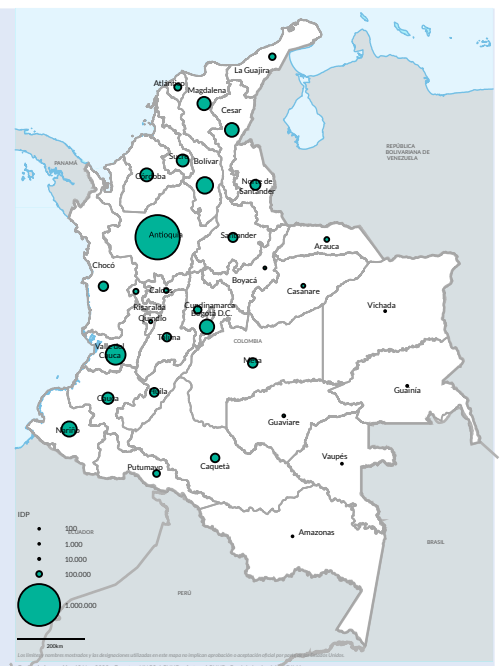 La Guajira
Atlántico
Magdalena
Cesar
REPÚBLICA
BOLIVARIANA DE
VENEZUELA
PANAMÁ
Sucre
Bolívar
Córdoba
Norte de
Santander
Antioquia
Santander
Arauca
Chocó
Boyacá
Caldas
Casanare
Risaralda
Cundinamarca
Bogotá D.C.
Vichada
Quindío
Tolima
Valle del
Cauca
COLOMBIA
Meta
Guainía
Huila
Cauca
Guaviare
Nariño
Vaupés
Putumayo
Caquetá
IDP
100
ECUADOR
1.000
10.000
100.000
1.000.000
Amazonas
BRASIL
PERÚ
200km